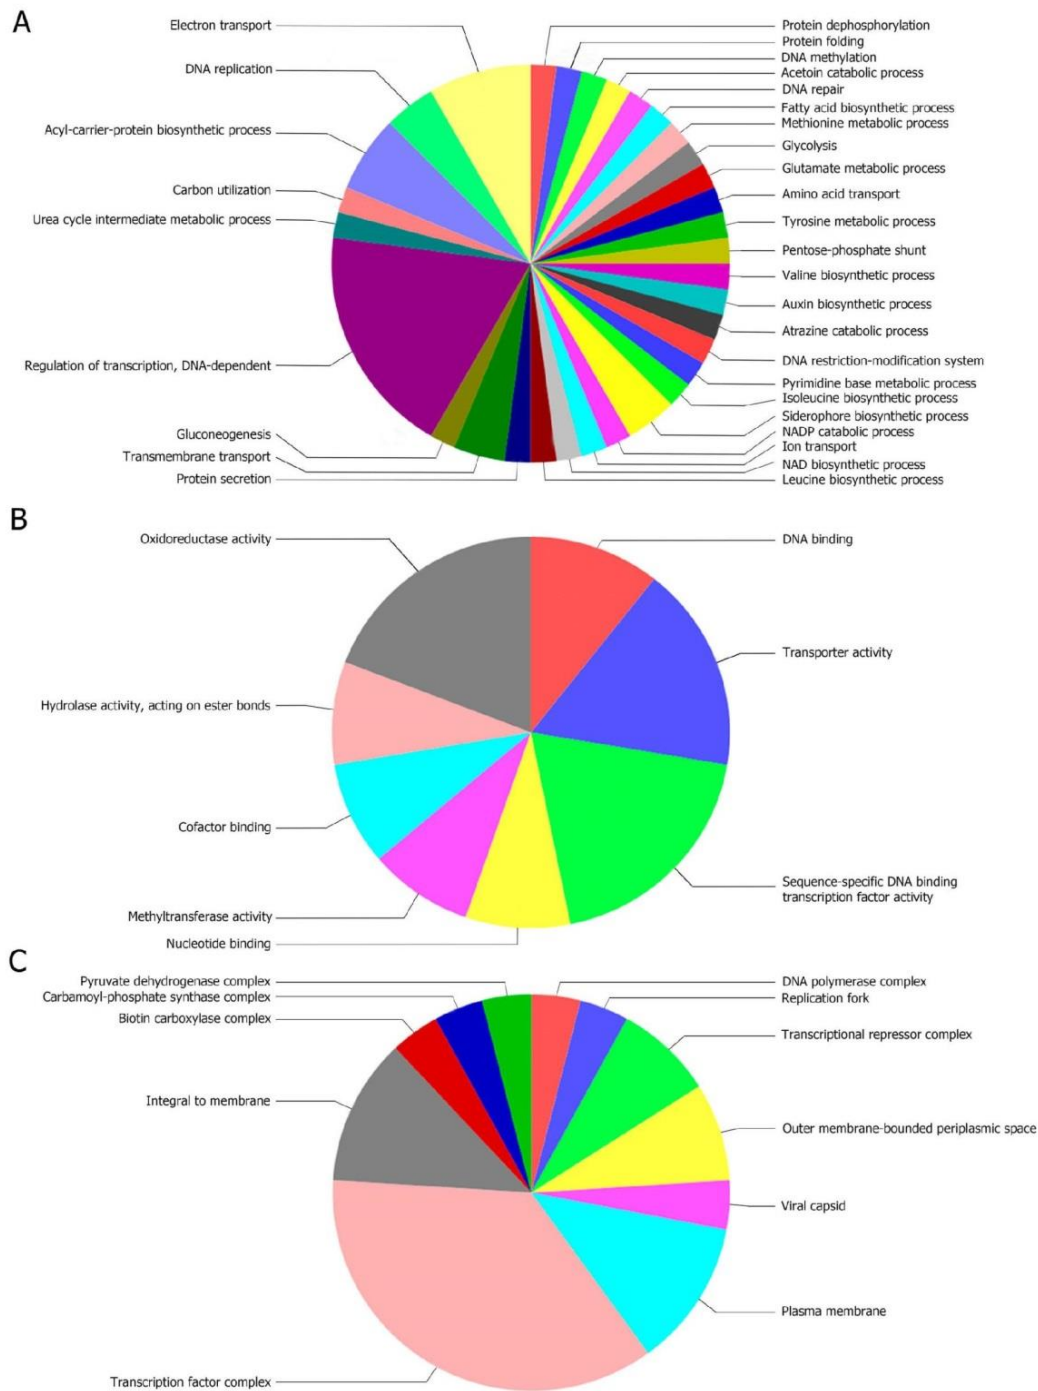 A
Electron transport
DNA replication
Acyl-carrier-protein biosynthetic process
Carbon utilization
Urea cycle intermediate metabolic process
Regulation of transcription, DNA-dependent
Gluconeogenesis
Transmembrane transport
Protein secretion
Protein dephosphorylation
Protein folding
DNA methylation
Acetoin catabolic process
DNA repair
Fatty acid biosynthetic process
Methionine metabolic process
Glycolysis
Glutamate metabolic process
Amino acid transport
Tyrosine metabolic process
Pentose-phosphate shunt
Valine biosynthetic process
Auxin biosynthetic process
Atrazine catabolic process
DNA restriction-modification system
Pyrimidine base metabolic process
Isoleucine biosynthetic process
Siderophore biosynthetic process
NADP catabolic process
Ion transport
NAD biosynthetic process
Leucine biosynthetic process
B
Oxidoreductase activity
Hydrolase activity, acting on ester bonds
Cofactor binding
Methyltransferase activity
Nucleotide binding
DNA binding
Transporter activity
Sequence-specific DNA binding
transcription factor activity
C
Pyruvate dehydrogenase complex
Carbamoyl-phosphate synthase complex
Biotin carboxylase complex
Integral to membrane
Transcription factor complex
DNA polymerase complex
Replication fork
Transcriptional repressor complex
Outer membrane-bounded periplasmic space
Viral capsid
Plasma membrane